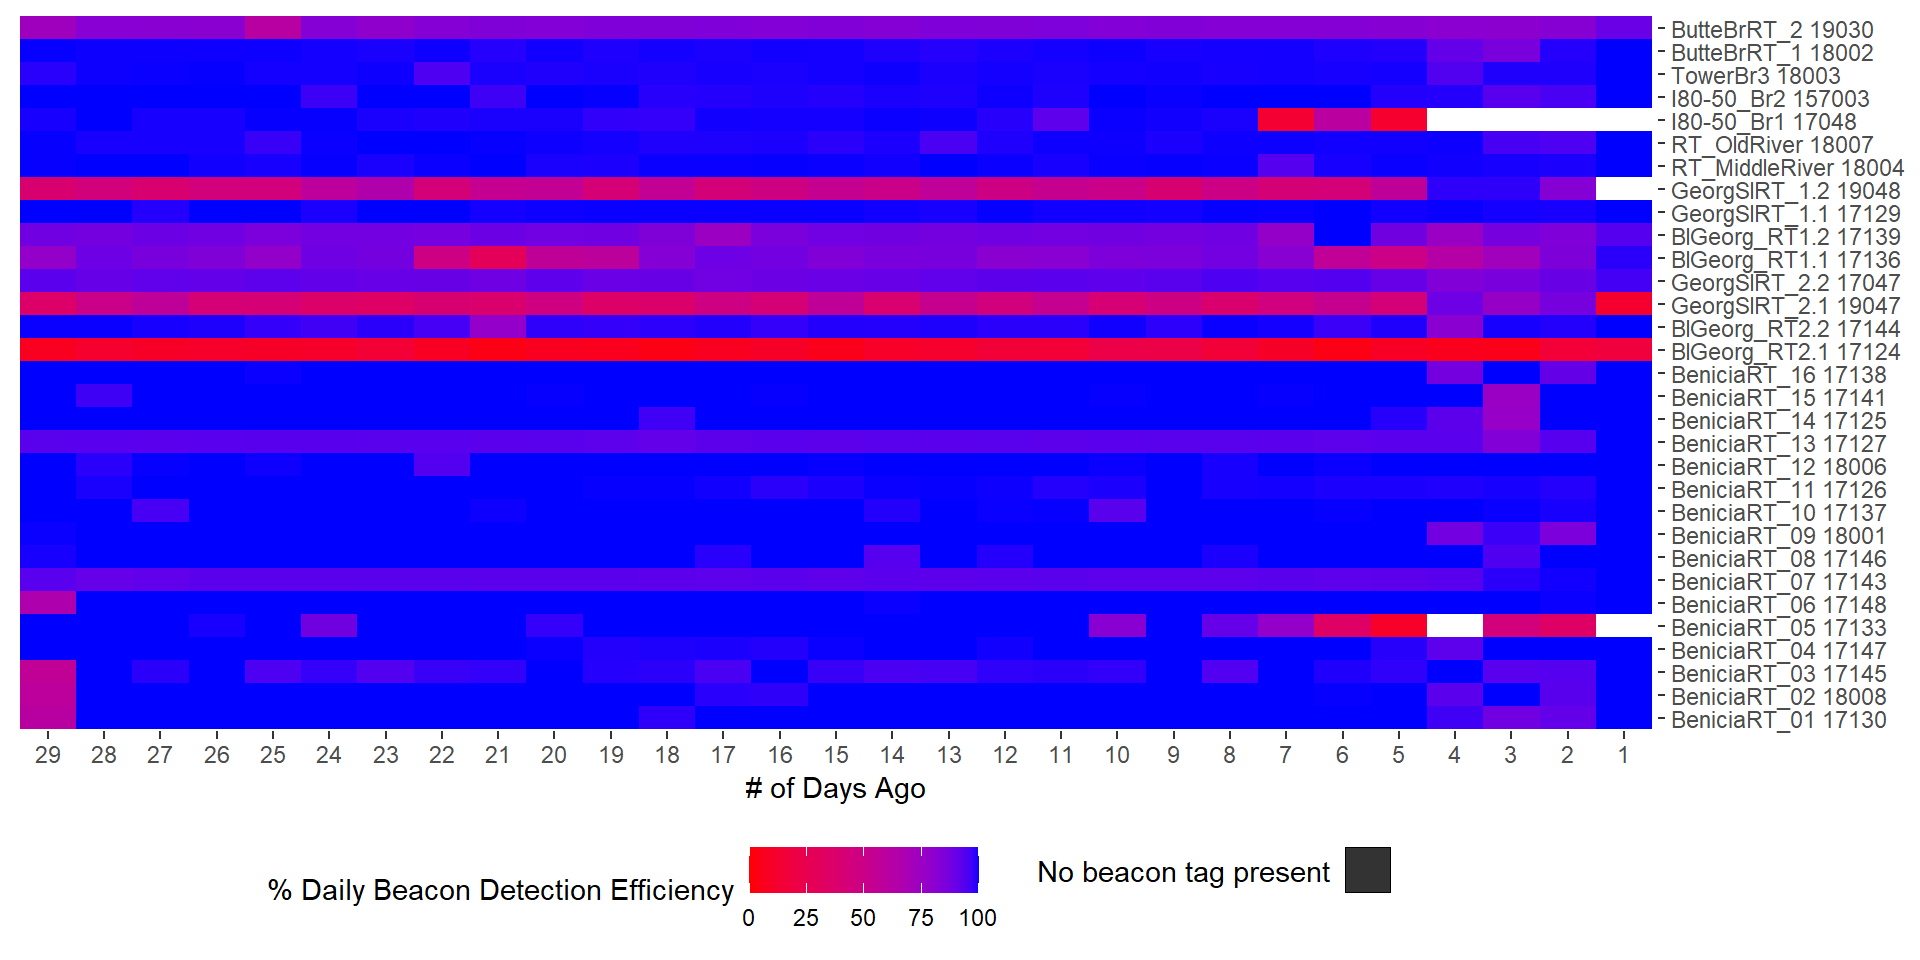 ButteBrRT_2 19030
ButteBrRT_1 18002
TowerBr3 18003
I80-50_Br2 157003
I80-50_Br1 17048
RT_OldRiver 18007
RT_MiddleRiver 18004
GeorgSlRT_1.2 19048
GeorgSlRT_1.1 17129
BlGeorg_RT1.2 17139
BlGeorg_RT1.1 17136
GeorgSlRT_2.2 17047
GeorgSlRT_2.1 19047
BlGeorg_RT2.2 17144
BlGeorg_RT2.1 17124
BeniciaRT_16 17138
BeniciaRT_15 17141
BeniciaRT_14 17125
BeniciaRT_13 17127
BeniciaRT_12 18006
BeniciaRT_11 17126
BeniciaRT_10 17137
BeniciaRT_09 18001
BeniciaRT_08 17146
BeniciaRT_07 17143
BeniciaRT_06 17148
BeniciaRT_05 17133
BeniciaRT_04 17147
BeniciaRT_03 17145
BeniciaRT_02 18008
BeniciaRT_01 17130
29 28 27 26 25 24 23 22 21 20 19 18 17 16 15 14 13 12 11 10 9 8 7 6 5 4 3 2 1
# of Days Ago
% Daily Beacon Detection Efficiency
0 25 50 75 100
No beacon tag present